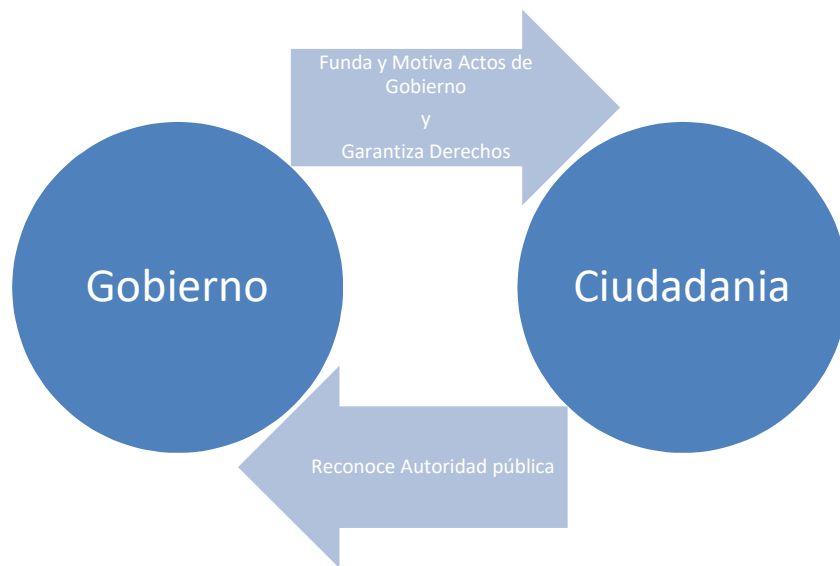 Funda y Motiva Actos de
Gobierno
y
Garantiza Derechos
Gobierno
Ciudadania
Reconoce Autoridad pública